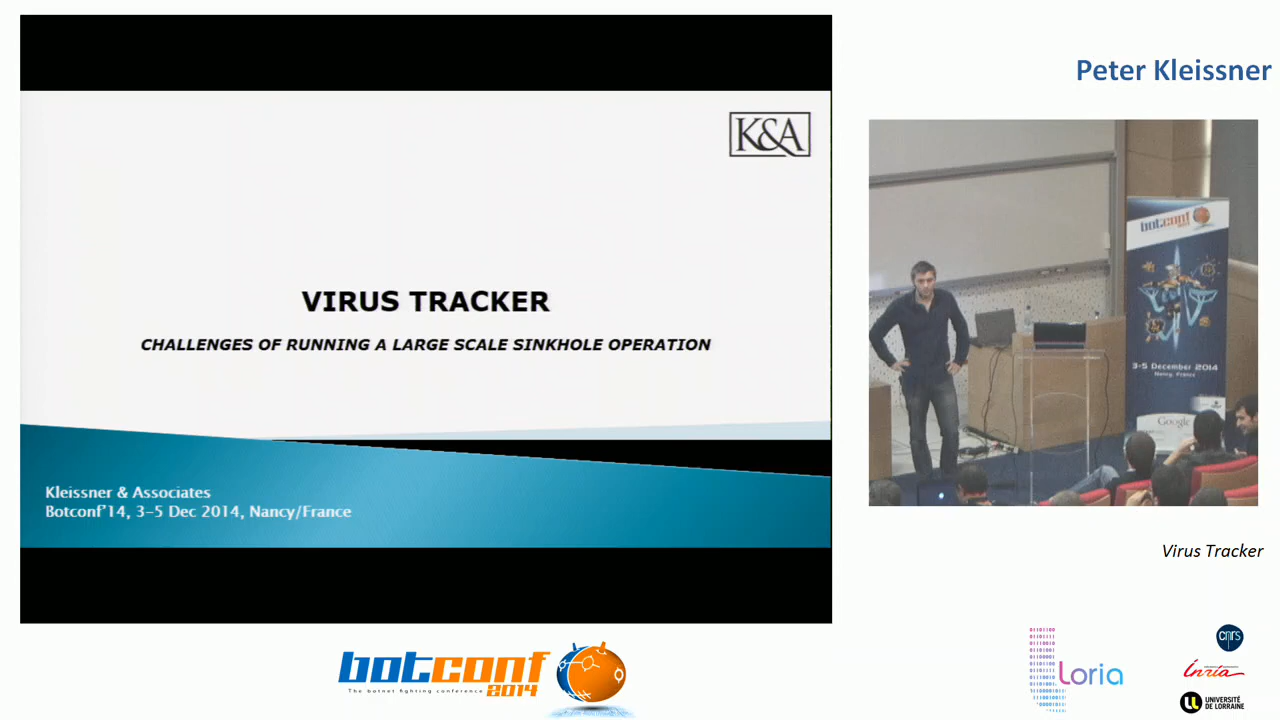 Peter Kleissner
K&A
VIRUS TRACKER
CHALLENGES OF RUNNING A LARGE SCALE SINKHOLE OPERATION
Kleissner & Associates
Botconf'14, 3-5 Dec 2014, Nancy/France
botconf
3-5 December 2014
Nancy, France
Google
Virus Tracker
botconf
The botnet fighting conference 2014
Loria
cnrs
inria
UNIVERSITÉ
DE LORRAINE